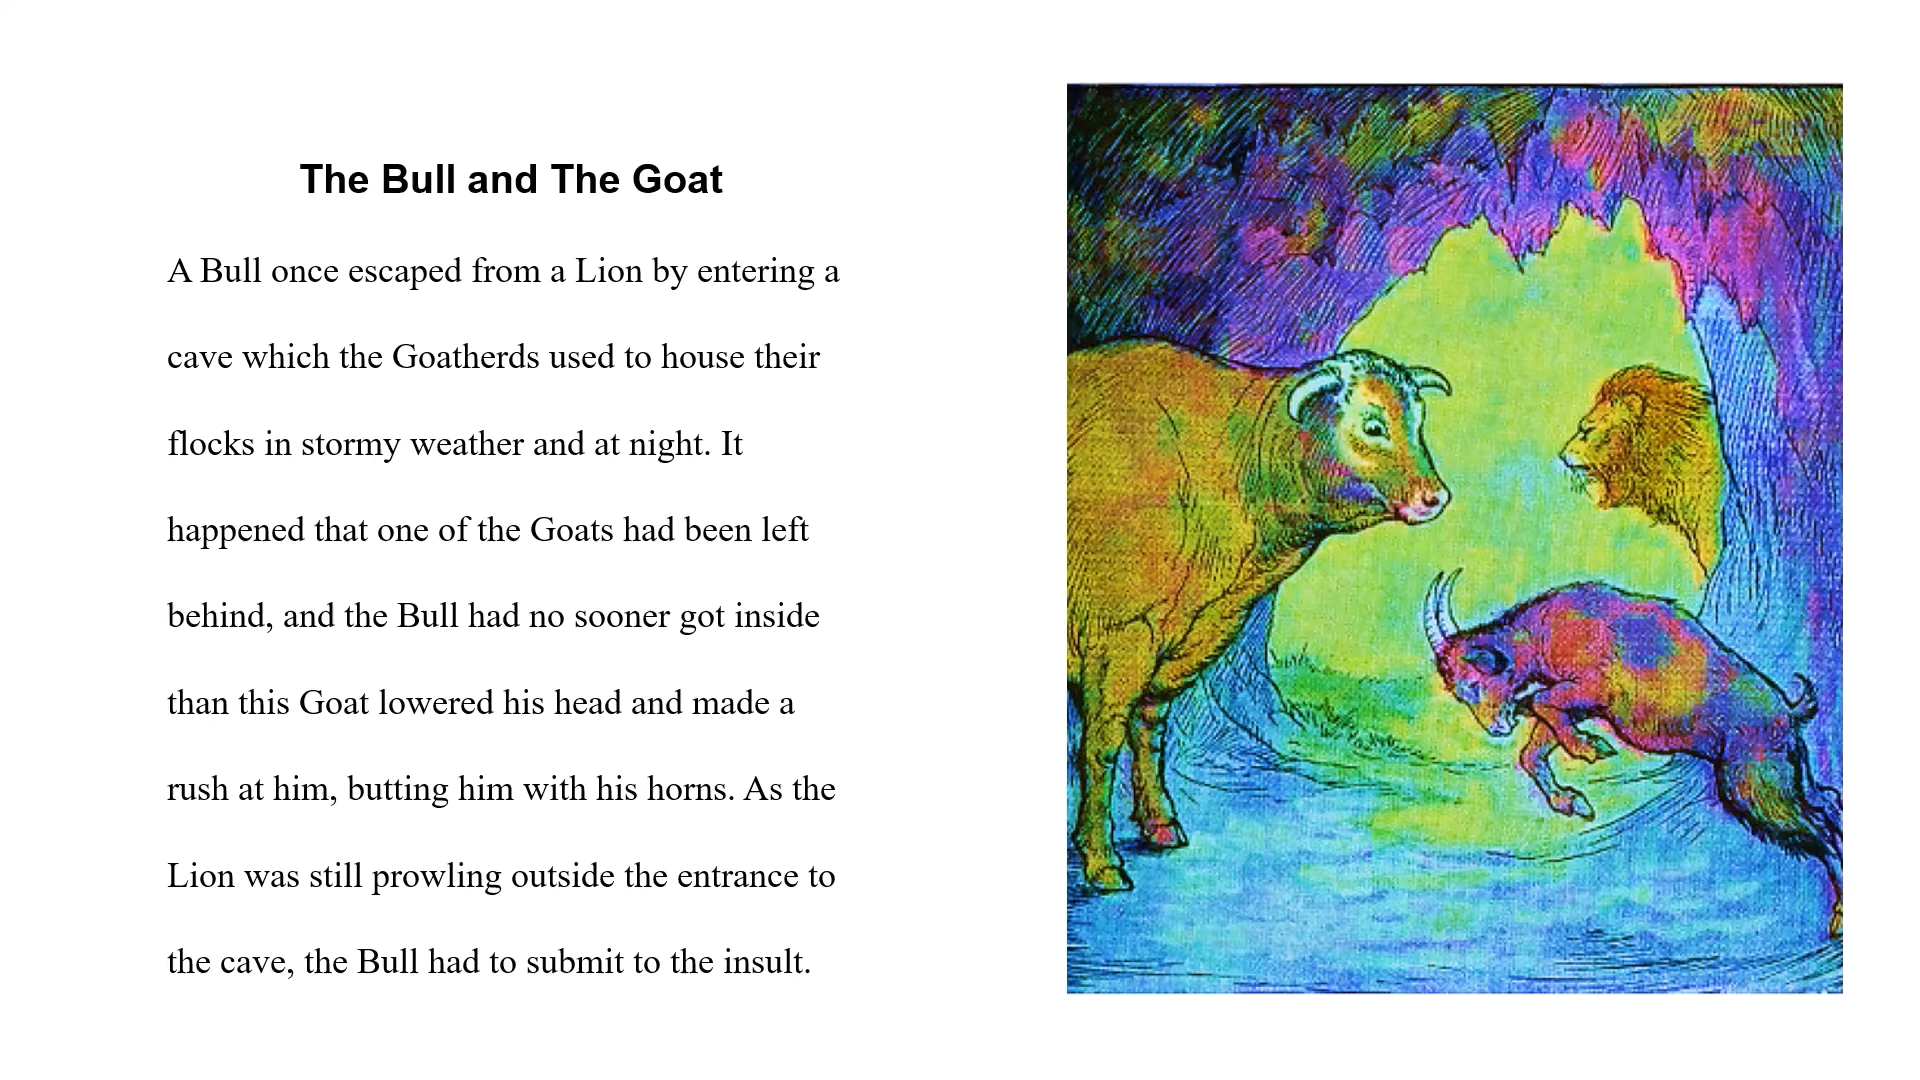 The Bull and The Goat
A Bull once escaped from a Lion by entering a
cave which the Goatherds used to house their
flocks in stormy weather and at night. It
happened that one of the Goats had been left
behind, and the Bull had no sooner got inside
than this Goat lowered his head and made a
rush at him, butting him with his horns. As the
Lion was still prowling outside the entrance to
the cave, the Bull had to submit to the insult.